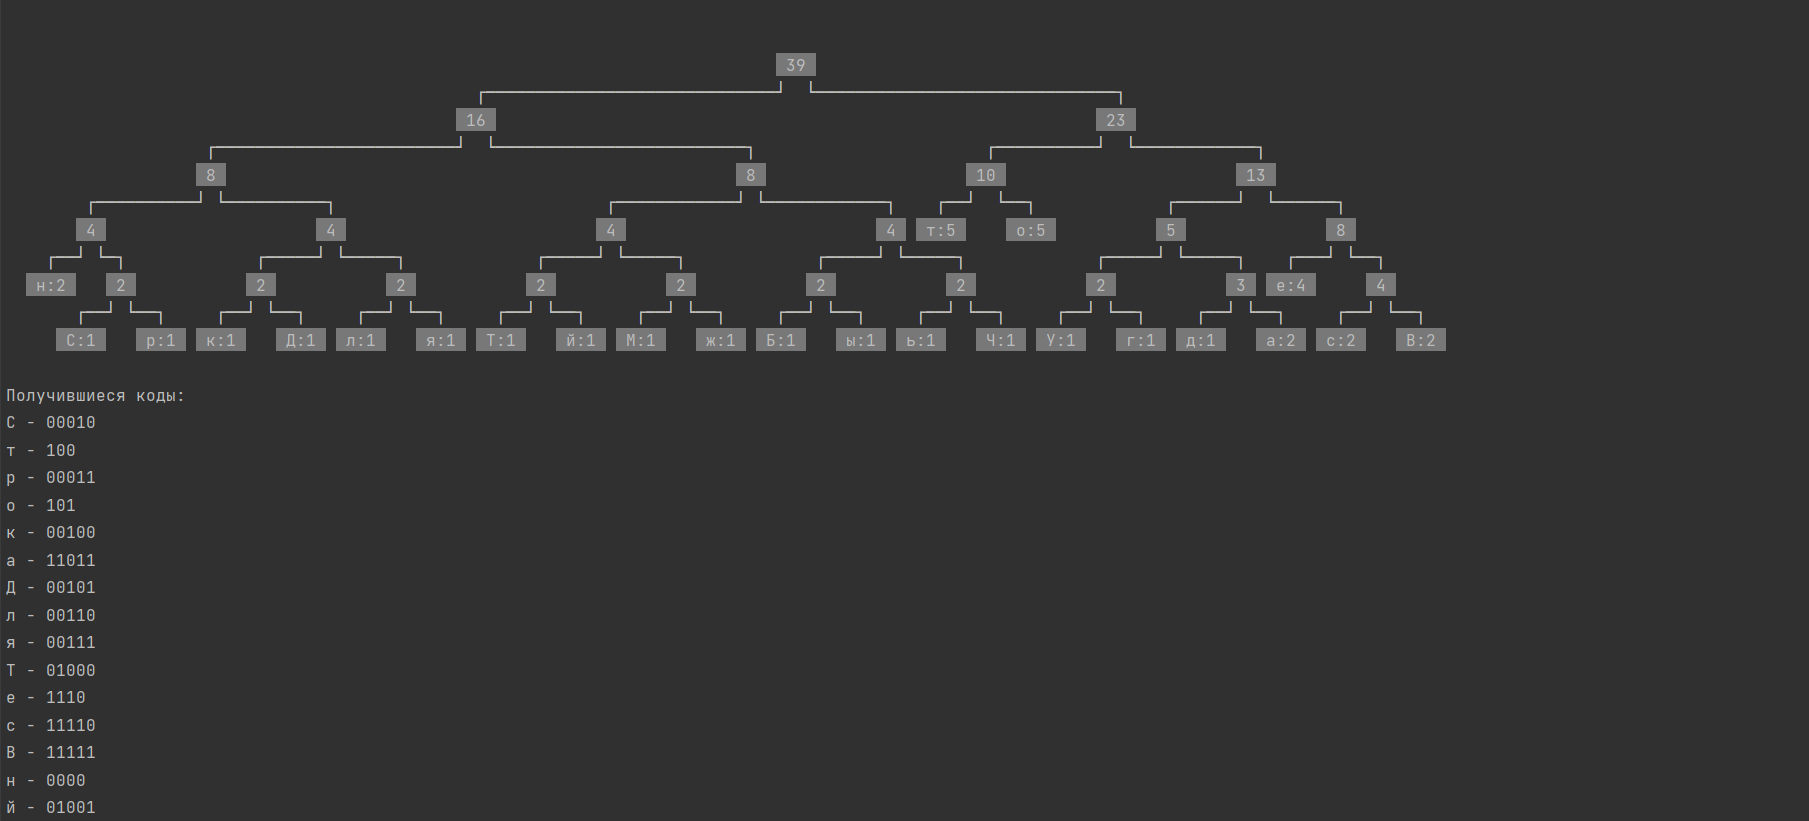 39
16 23
8 8 10 13
4 4 4 4 т:5 о:5 5 8
н:2 2 2 2 2 2 2 2 2 3 е:4 4
С:1 р:1 к:1 Д:1 л:1 я:1 Т:1 й:1 М:1 ж:1 Б:1 ы:1 ь:1 Ч:1 У:1 г:1 д:1 а:2 с:2 В:2
Получившиеся коды:
С - 00010
т - 100
р - 00011
о - 101
к - 00100
а - 11011
Д - 00101
л - 00110
я - 00111
Т - 01000
е - 1110
с - 11110
В - 11111
н - 0000
й - 01001